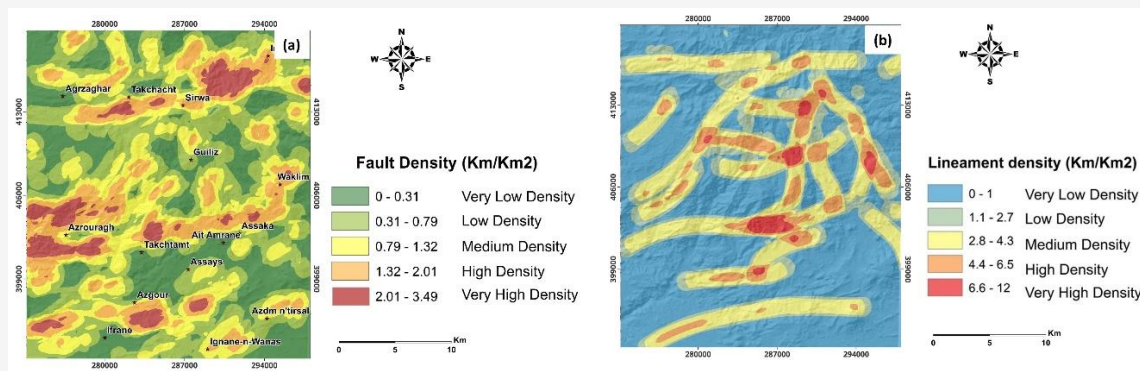 280000 287000 294000
(a)
Agrzaghar
Takchacht
Sirwa
Guiliz
Waklim
Azrouragh
Assaka
Ait Amrane
Takchtamt
Assays
Azgour
Azdm n'tirsal
Ifrane
Ignane-n-Wanas
413000
406000
399000
413000
406000
399000
280000 287000 294000
N
W E
S
Fault Density (Km/Km2)
0 - 0.31 Very Low Density
0.31 - 0.79 Low Density
0.79 - 1.32 Medium Density
1.32 - 2.01 High Density
2.01 - 3.49 Very High Density
Km
0 5 10
280000 287000 294000
(b)
413000
406000
399000
413000
406000
399000
280000 287000 294000
N
W E
S
Lineament density (Km/Km2)
0 - 1 Very Low Density
1.1 - 2.7 Low Density
2.8 - 4.3 Medium Density
4.4 - 6.5 High Density
6.6 - 12 Very High Density
Km
0 5 10